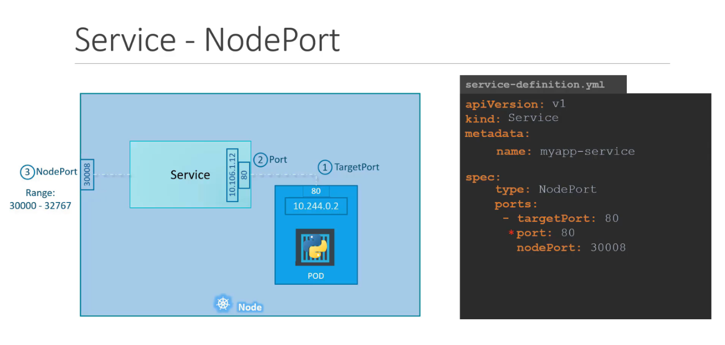 Service - NodePort
3 NodePort
Range:
30000 - 32767
30008
Service
10.106.1.12
80
2 Port
1 TargetPort
80
10.244.0.2
POD
Node
service-definition.yml
apiVersion: v1
kind: Service
metadata:
name: myapp-service
spec:
type: NodePort
ports:
- targetPort: 80
*port: 80
nodePort: 30008